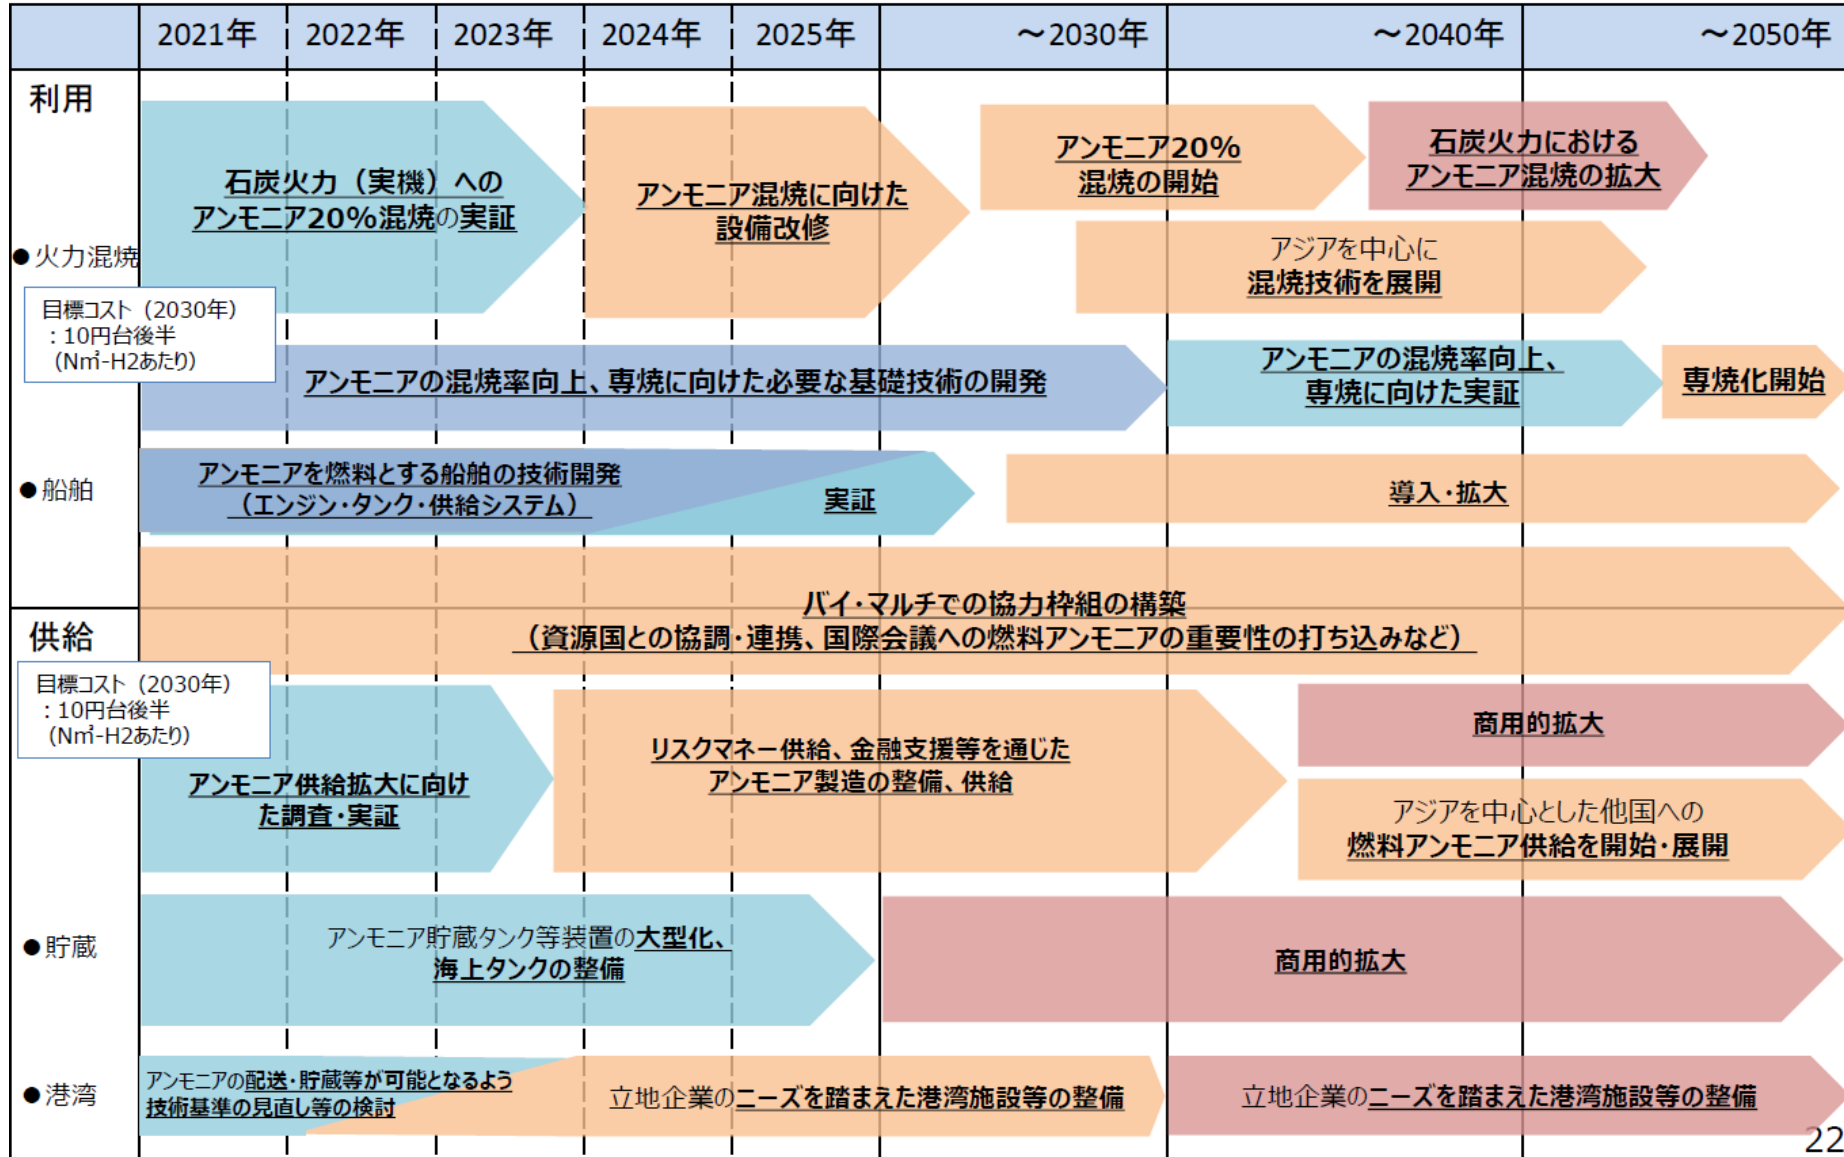 2021年 2022年 2023年 2024年 2025年 ～2030年 ～2040年 ～2050年
利用
●火力混焼
目標コスト（2030年）
：10円台後半
（N㎥-H2あたり）
石炭火力（実機）への
アンモニア20%混焼の実証
アンモニア混焼に向けた
設備改修
アンモニア20%
混焼の開始
石炭火力における
アンモニア混焼の拡大
アジアを中心に
混焼技術を展開
アンモニアの混焼率向上、専焼に向けた必要な基礎技術の開発
アンモニアの混焼率向上、
専焼に向けた実証
専焼化開始
●船舶
アンモニアを燃料とする船舶の技術開発
（エンジン・タンク・供給システム）
実証
導入・拡大
バイ・マルチでの協力枠組の構築
（資源国との協調・連携、国際会議への燃料アンモニアの重要性の打ち込みなど）
供給
目標コスト（2030年）
：10円台後半
（N㎥-H2あたり）
アンモニア供給拡大に向け
た調査・実証
リスクマネー供給、金融支援等を通じた
アンモニア製造の整備、供給
商用的拡大
アジアを中心とした他国への
燃料アンモニア供給を開始・展開
●貯蔵
アンモニア貯蔵タンク等装置の大型化、
海上タンクの整備
商用的拡大
●港湾
アンモニアの配送・貯蔵等が可能となるよう
技術基準の見直し等の検討
立地企業のニーズを踏まえた港湾施設等の整備
立地企業のニーズを踏まえた港湾施設等の整備
22